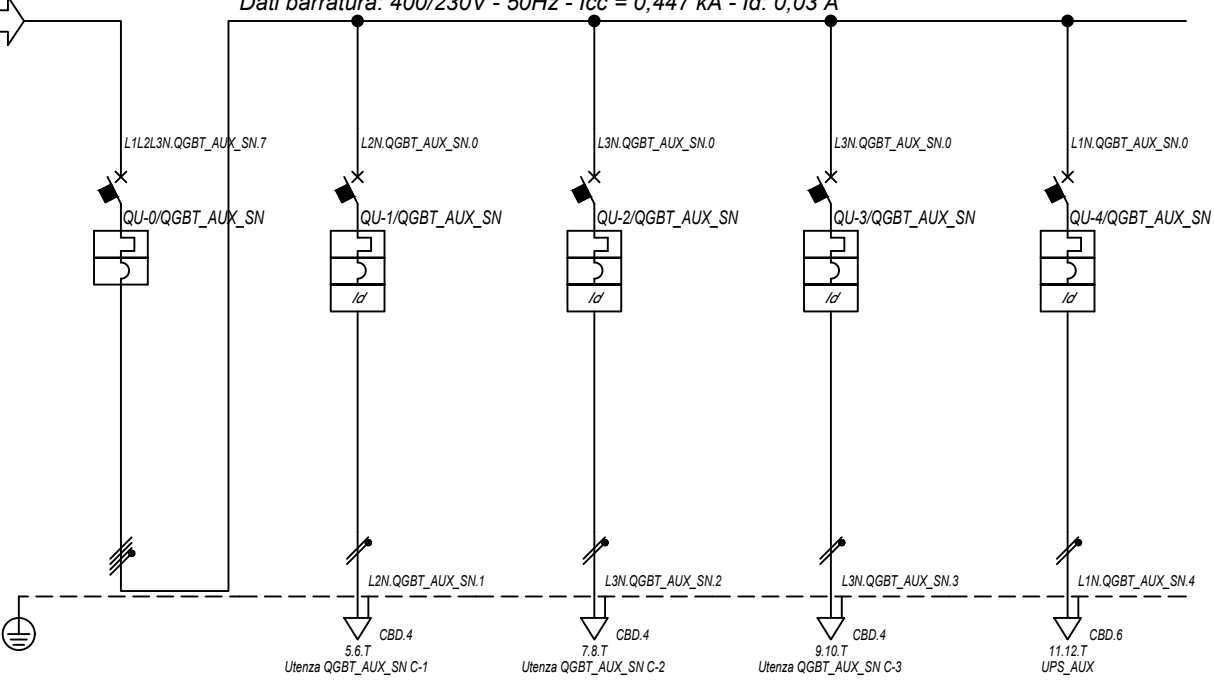 Dati barratura: 400/230V - 50Hz - Icc = 0,447 kA - Id: 0,03 A
L1L2L3N.QGBT_AUX_SN.7
L2N.QGBT_AUX_SN.0
L3N.QGBT_AUX_SN.0
L3N.QGBT_AUX_SN.0
L1N.QGBT_AUX_SN.0
QU-0/QGBT_AUX_SN
QU-1/QGBT_AUX_SN
QU-2/QGBT_AUX_SN
QU-3/QGBT_AUX_SN
QU-4/QGBT_AUX_SN
Id
Id
Id
Id
L2N.QGBT_AUX_SN.1
L3N.QGBT_AUX_SN.2
L3N.QGBT_AUX_SN.3
L1N.QGBT_AUX_SN.4
CBD.4
CBD.4
CBD.4
CBD.6
5.6.T
7.8.T
9.10.T
11.12.T
Utenza QGBT_AUX_SN C-1
Utenza QGBT_AUX_SN C-2
Utenza QGBT_AUX_SN C-3
UPS_AUX